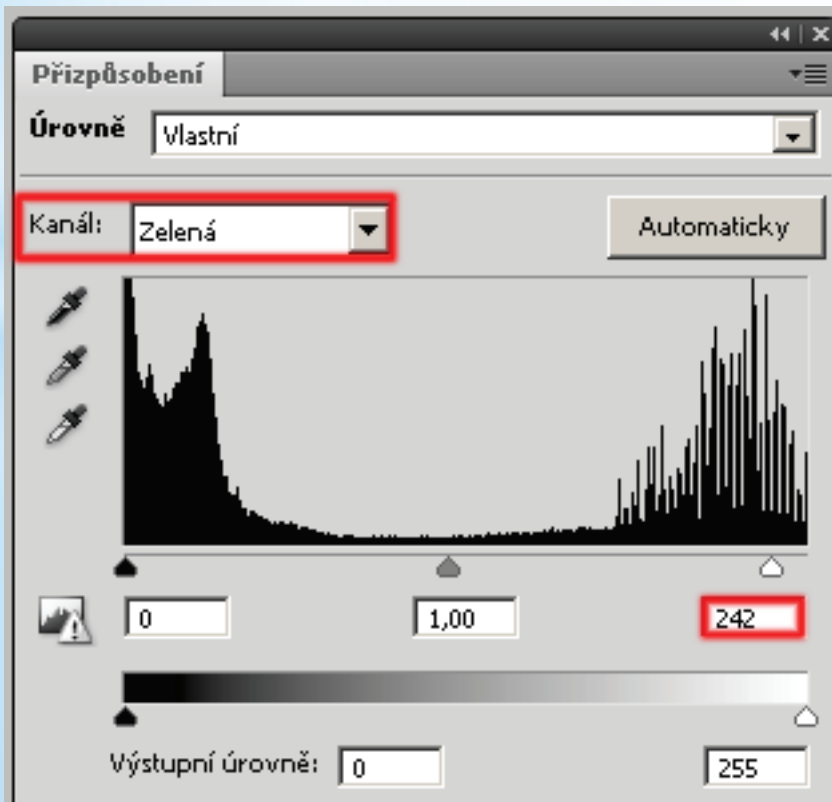 Přizpůsobení
Úrovně Vlastní
Kanál: Zelená Automaticky
0 1,00 242
Výstupní úrovně: 0 255